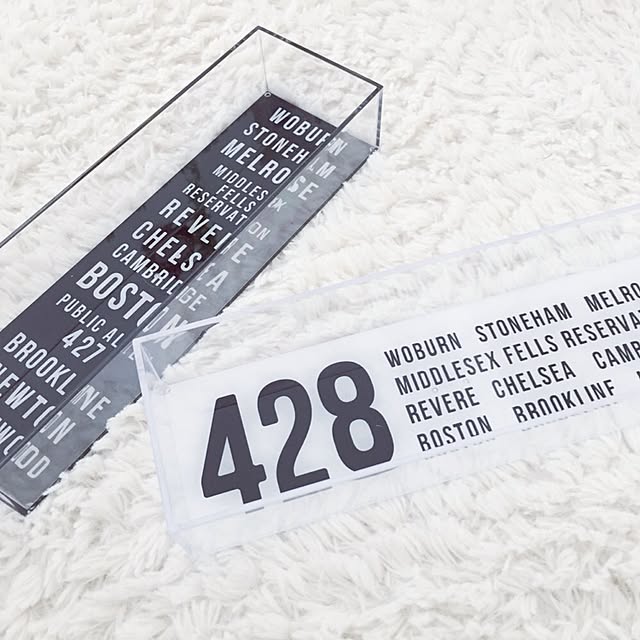 WOBURN
STONEHAM
MELROSE
MIDDLESEX
FELLS
RESERVATION
REVERE
CHELSEA
CAMBRIDGE
BOSTON
PUBLIC AL
427
BROOKLINE
NEWTON
428
WOBURN STONEHAM MELRO
MIDDLESEX FELLS RESERVAT
REVERE CHELSEA CAMB
BOSTON BROOKLINE